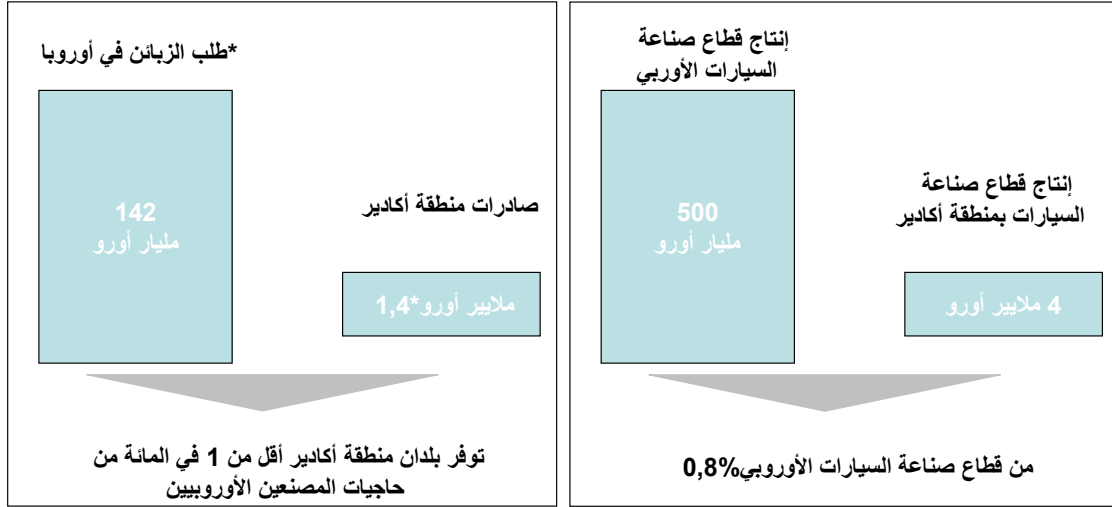 إنتاج قطاع صناعة
السيارات الأوربي
500
مليار أورو
إنتاج قطاع صناعة
السيارات بمنطقة أكادير
4 ملايير أورو
من قطاع صناعة السيارات الأوروبي%0,8
*طلب الزبائن في أوروبا
142
مليار أورو
صادرات منطقة أكادير
ملايير أورو*1,4
توفر بلدان منطقة أكادير أقل من 1 في المائة من
حاجيات المصنعين الأوروبيين